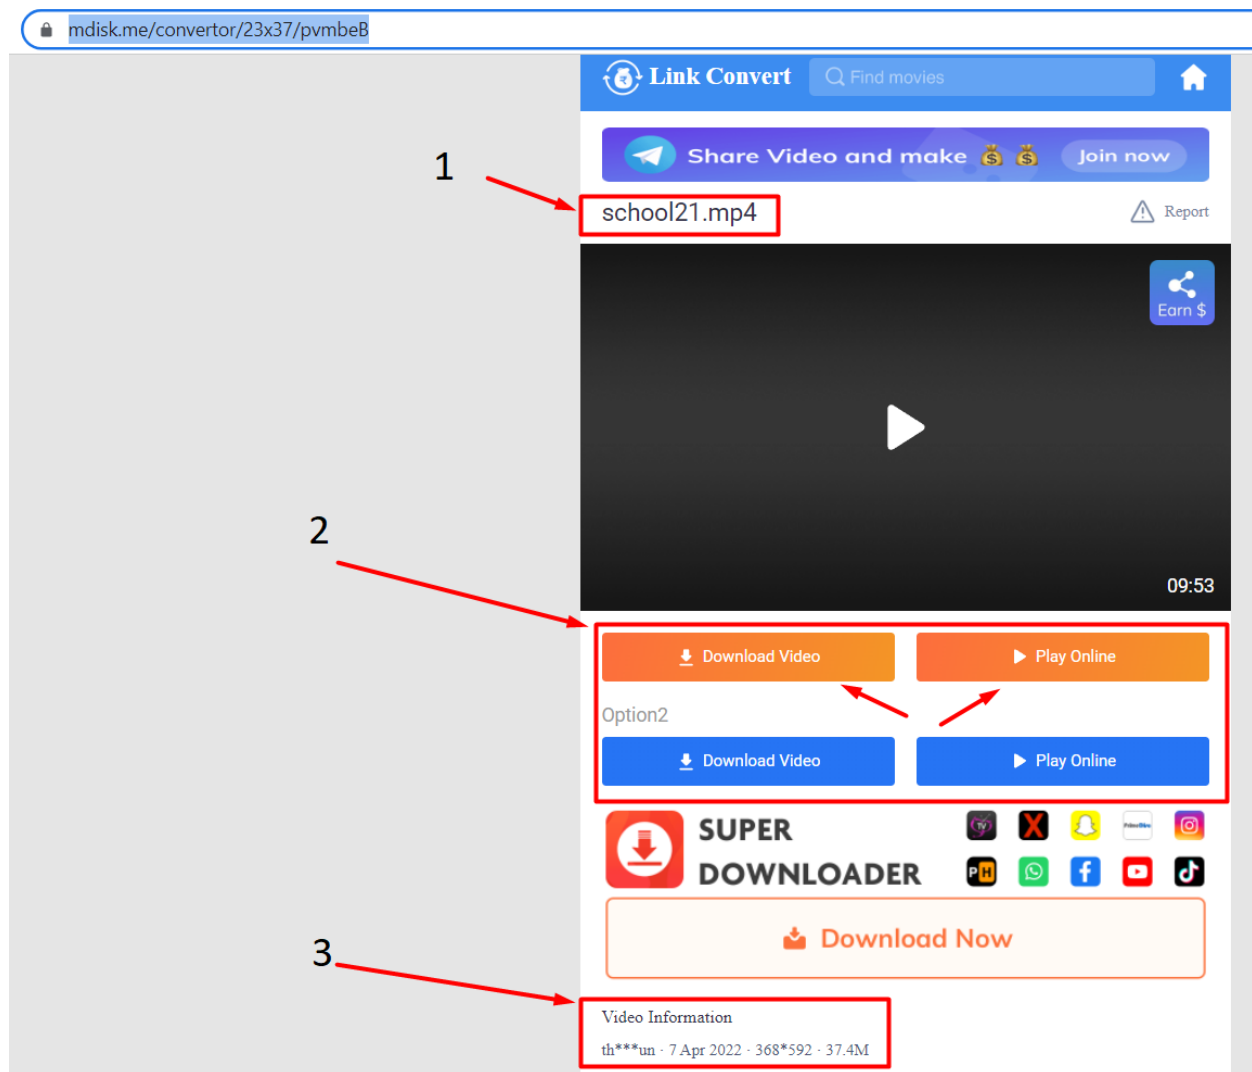 mdisk.me/convertor/23x37/pvmbeB
Link Convert
Find movies
Share Video and make
Join now
1
school21.mp4
Report
Earn $
09:53
2
Download Video
Play Online
Option2
Download Video
Play Online
SUPER
DOWNLOADER
TV
X
PH
Download Now
3
Video Information
th***un · 7 Apr 2022 · 368*592 · 37.4M